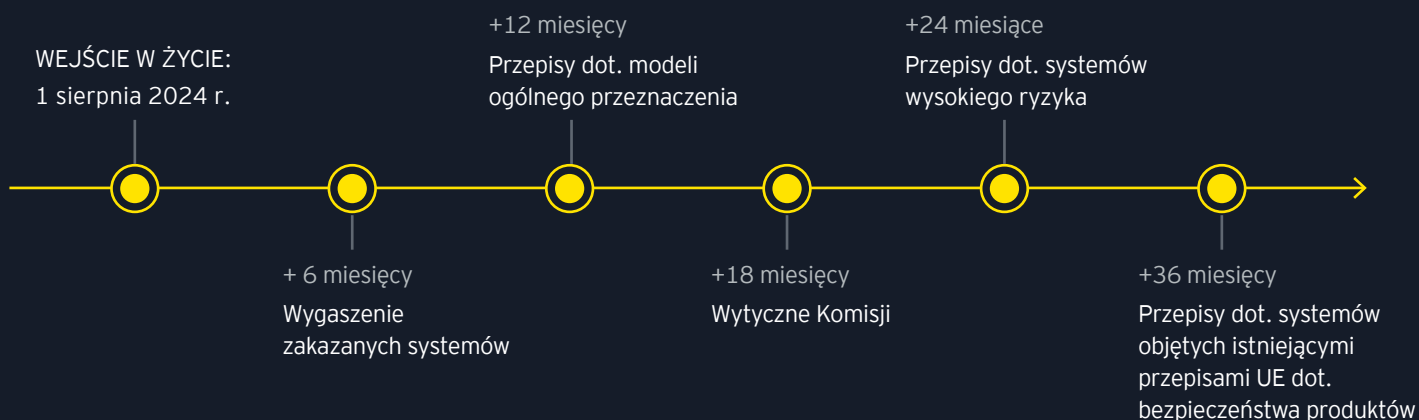 WEJŚCIE W ŻYCIE:
1 sierpnia 2024 r.
+ 6 miesięcy
Wygaszenie
zakazanych systemów
+12 miesięcy
Przepisy dot. modeli
ogólnego przeznaczenia
+18 miesięcy
Wytyczne Komisji
+24 miesiące
Przepisy dot. systemów
wysokiego ryzyka
+36 miesięcy
Przepisy dot. systemów
objętych istniejącymi
przepisami UE dot.
bezpieczeństwa produktów